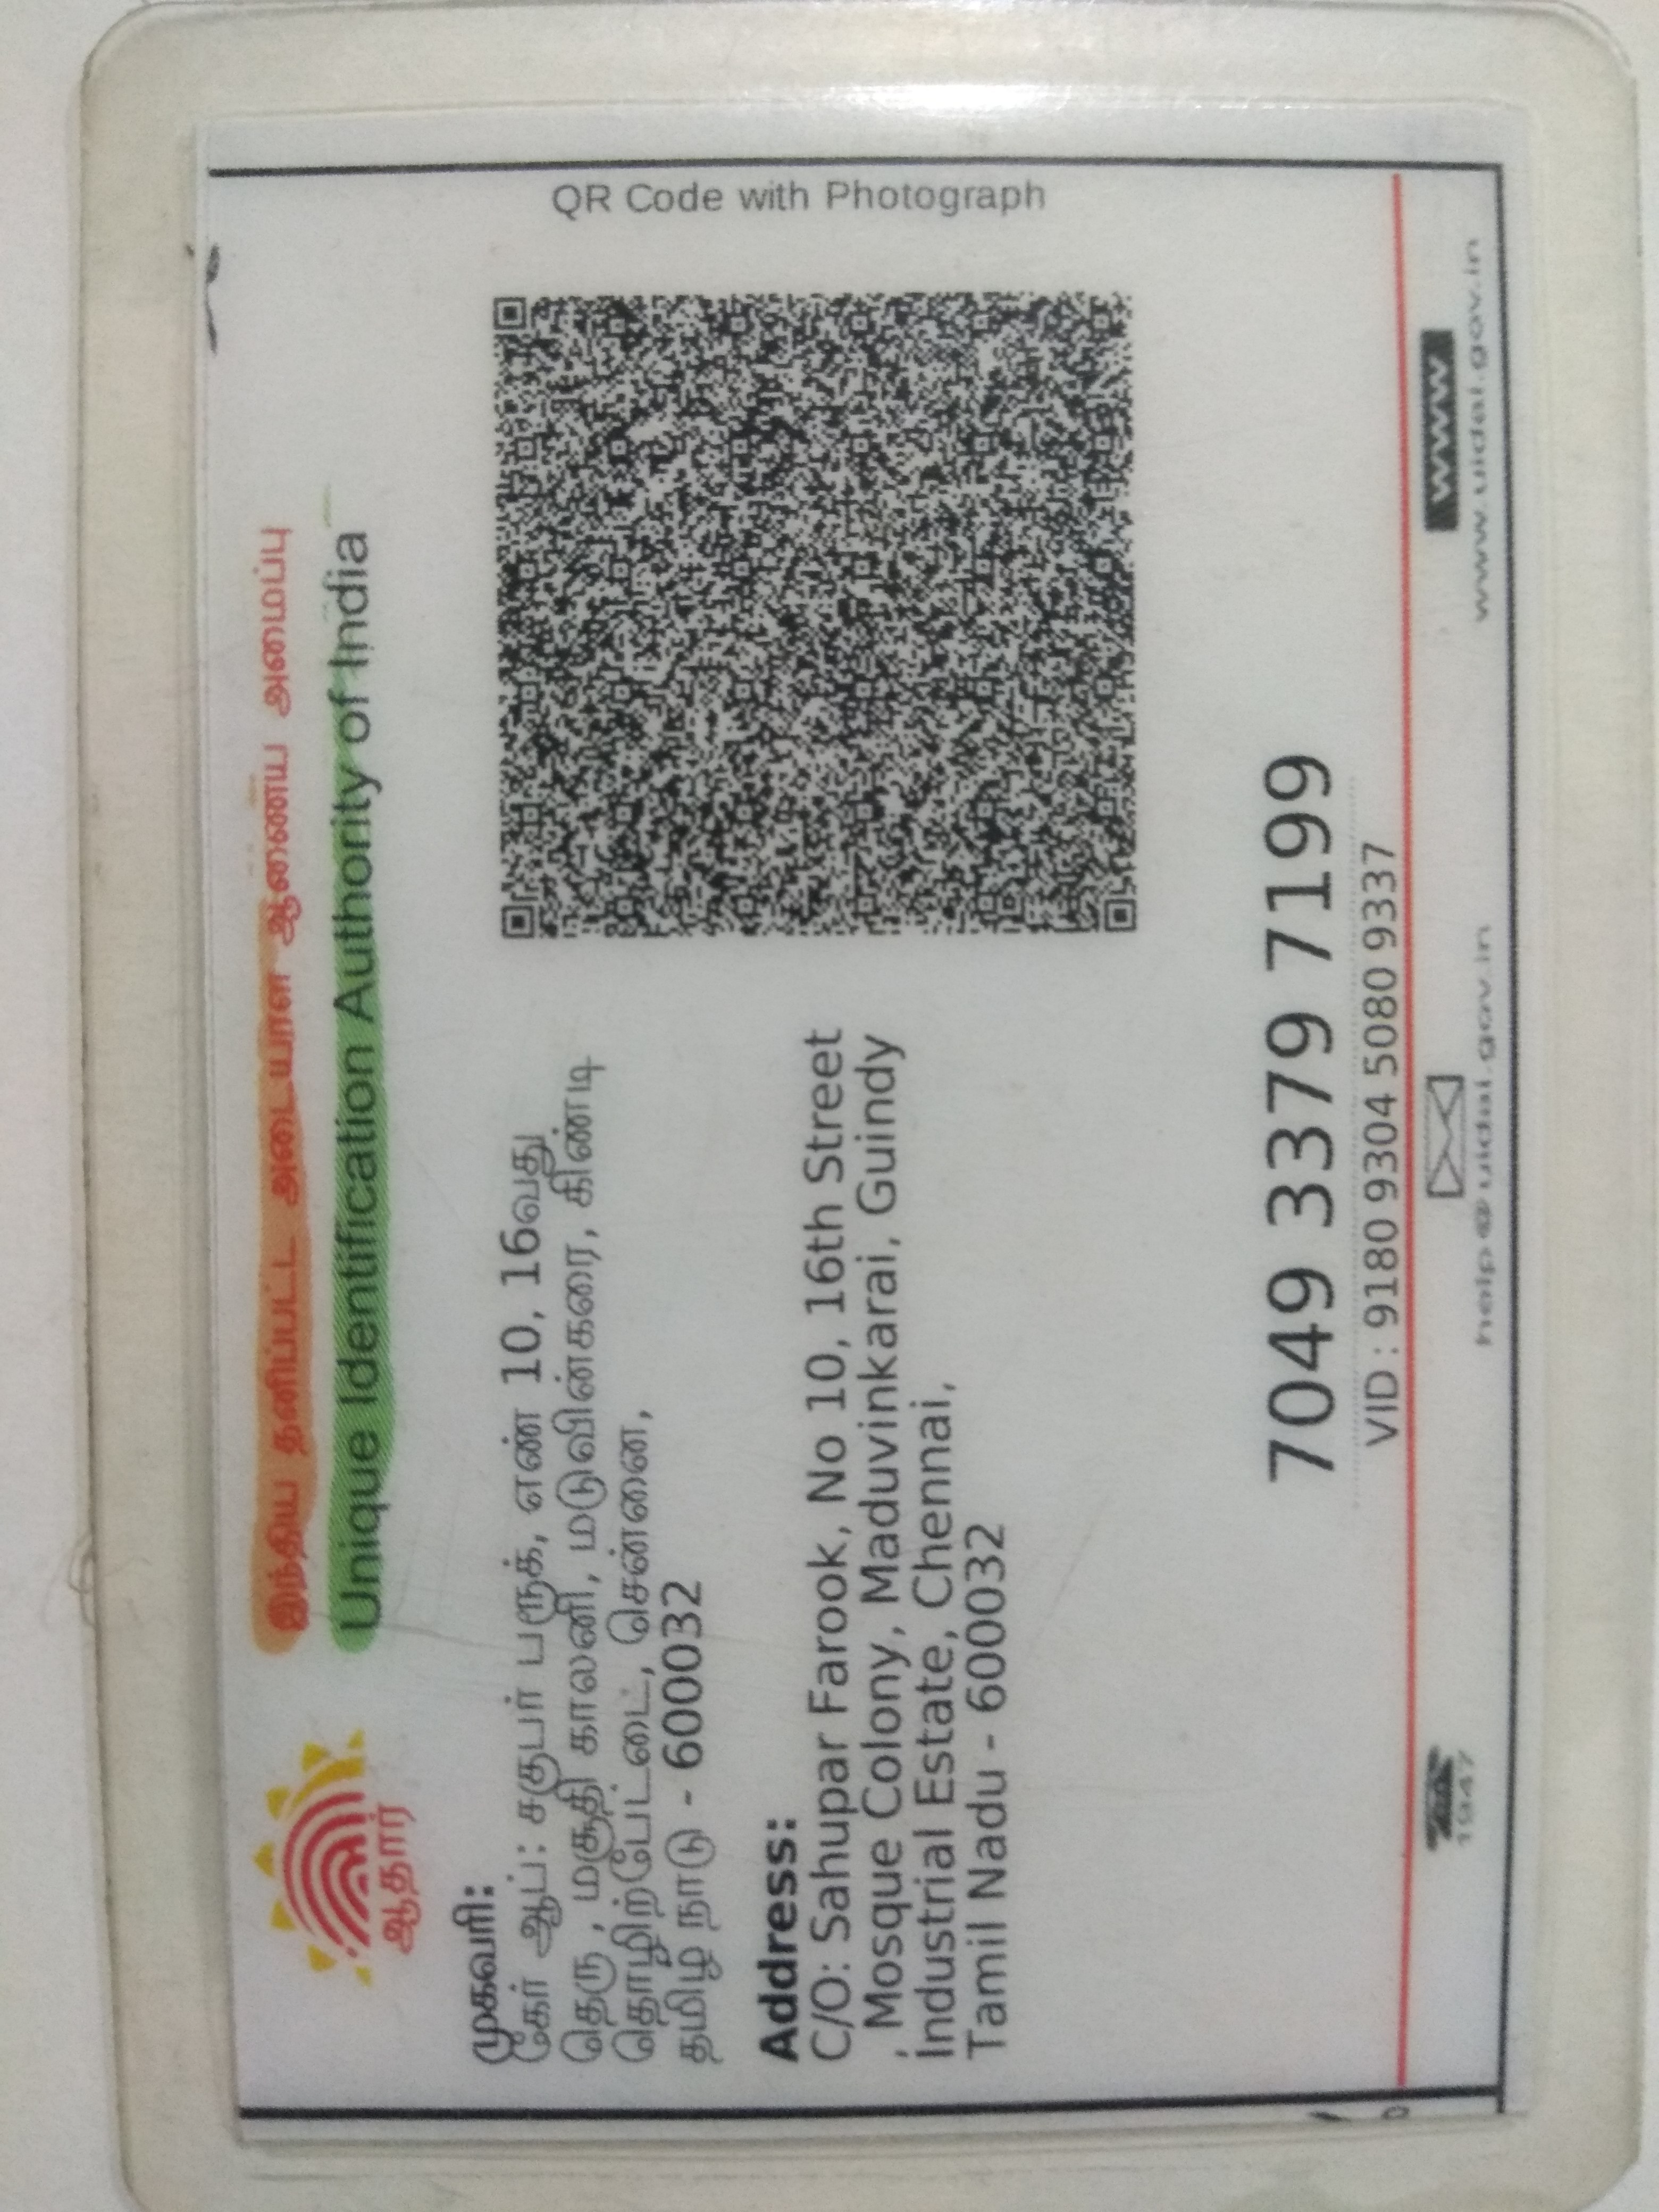 இந்திய தனிப்பட்ட அடையாள ஆணைய அமைப்பு
Unique Identification Authority of India
ஆதார்
முகவரி:
கேர் ஆப்: சகுபர் பரூக், எண் 10, 16வது
தெரு , மசூதி காலனி, மடுவின்கரை, கிண்டி
தொழிற்பேட்டை, சென்னை,
தமிழ் நாடு - 600032
Address:
C/O: Sahupar Farook, No 10, 16th Street
, Mosque Colony, Maduvinkarai, Guindy
Industrial Estate, Chennai,
Tamil Nadu - 600032
QR Code with Photograph
7049 3379 7199
VID : 9180 9304 5080 9337
1947
help@uidai.gov.in
www
www.uidai.gov.in